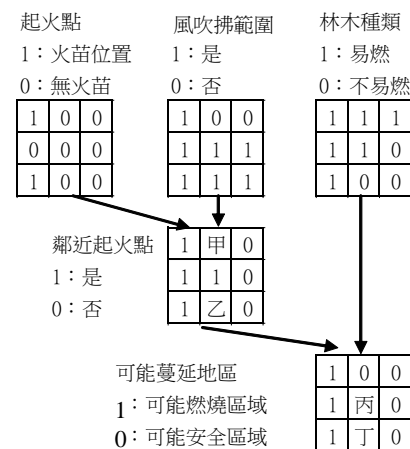 起火點 風吹拂範圍 林木種類
1：火苗位置 1：是 1：易燃
0：無火苗 0：否 0：不易燃
1 0 0 1 0 0 1 1 1
0 0 0 1 1 1 1 1 0
1 0 0 1 1 1 1 0 0
鄰近起火點 1 甲 0
1：是 1 1 0
0：否 1 乙 0
可能蔓延地區 1 0 0
1：可能燃燒區域 1 丙 0
0：可能安全區域 1 丁 0